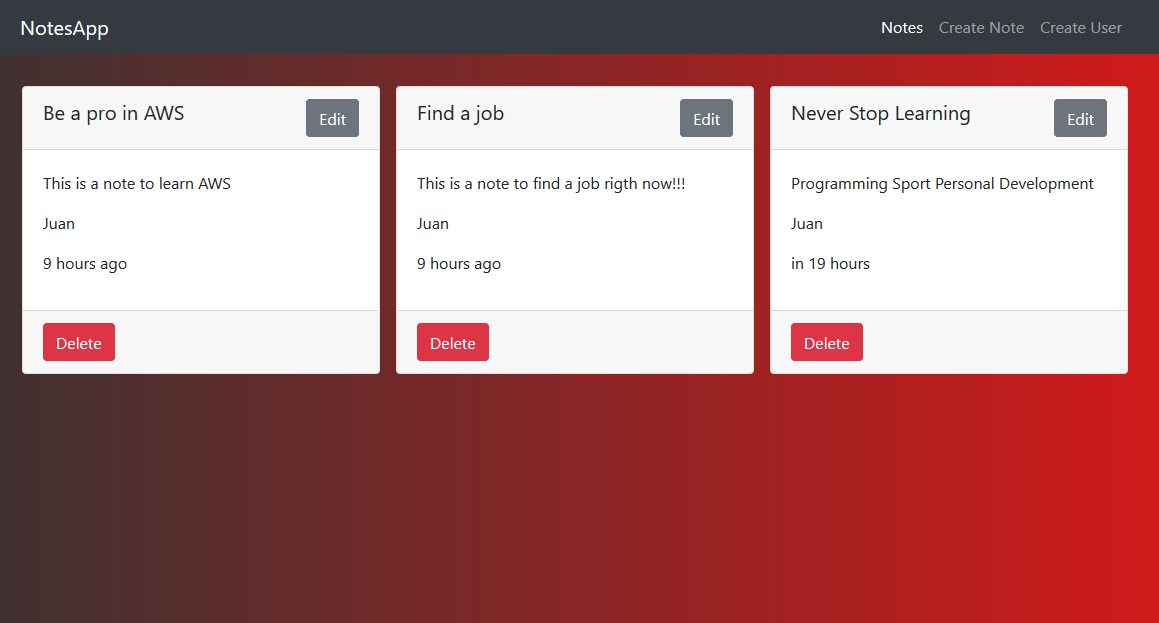 NotesApp
Notes Create Note Create User
Be a pro in AWS
Edit
This is a note to learn AWS
Juan
9 hours ago
Delete
Find a job
Edit
This is a note to find a job rigth now!!!
Juan
9 hours ago
Delete
Never Stop Learning
Edit
Programming Sport Personal Development
Juan
in 19 hours
Delete